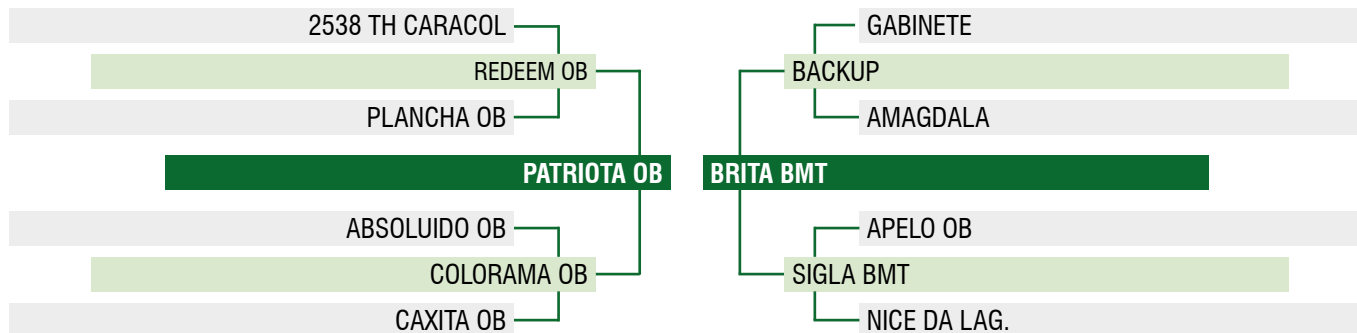 2538 TH CARACOL
REDEEM OB
PLANCHA OB
PATRIOTA OB
ABSOLUIDO OB
COLORAMA OB
CAXITA OB
GABINETE
BACKUP
AMAGDALA
BRITA BMT
APELO OB
SIGLA BMT
NICE DA LAG.